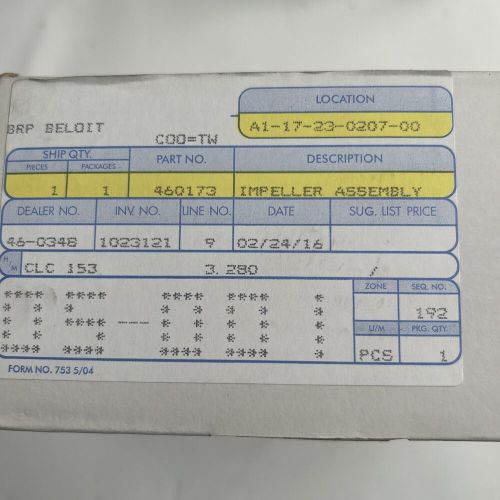 LOCATION
BRP BELOIT COO=TW A1-17-23-0207-00
SHIP QTY. PART NO. DESCRIPTION
PIECES PACKAGES
1 1 460173 IMPELLER ASSEMBLY
DEALER NO. INV. NO. LINE NO. DATE SUG. LIST PRICE
46-0348 1023121 9 02/24/16
H/M CLC 153 3.280 /
ZONE SEQ. NO.
192
U/M PKG. QTY.
PCS 1
FORM NO. 753 5/04